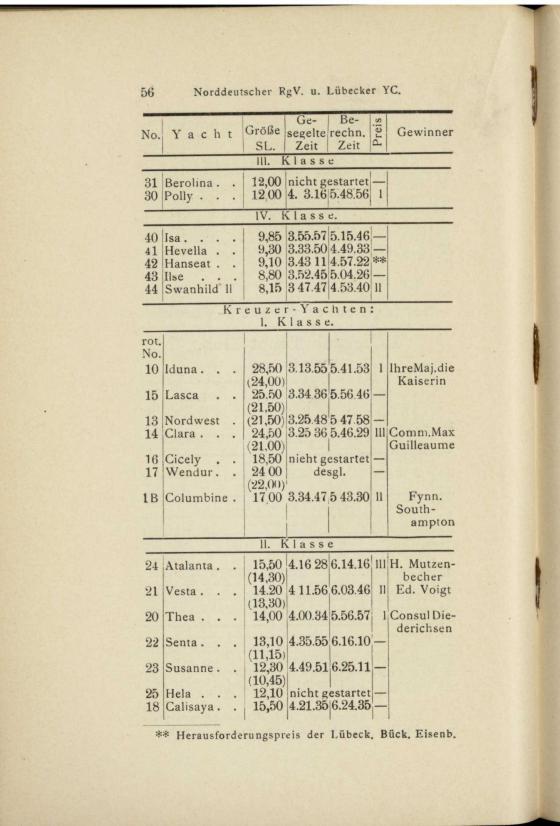 56 Norddeutscher RgV. u. Lübecker YC.
No. Yacht Größe SL. Ge-segelte Zeit Be-rechn. Zeit Preis Gewinner
III. Klasse
31 Berolina . . 12,00 nicht gestartet —
30 Polly . . . 12,00 4. 3.16 5.48.56 I
IV. Klasse.
40 Isa . . . . 9,85 3.55.57 5.15.46 —
41 Hevella . . 9,30 3.33.50 4.49.33 —
42 Hanseat . . 9,10 3.43 11 4.57.22 **
43 Ilse . . . 8,80 3.52.45 5.04.26 —
44 Swanhild II 8,15 3 47.47 4.53.40 II
Kreuzer-Yachten:
I. Klasse.
rot.
No.
10 Iduna . . . 28,50 3.13.55 5.41.53 I Ihre Maj. die
(24,00) Kaiserin
15 Lasca . . 25.50 3.34 36 5.56.46 —
(21,50)
13 Nordwest . (21,50) 3.25.48 5 47.58 —
14 Clara . . . 24,50 3.25 36 5.46.29 III Comm. Max
(21.00) Guilleaume
16 Cicely . . 18,50 nieht gestartet —
17 Wendur . . 24 00 desgl. —
(22,00)
1B Columbine . 17 00 3.34.47 5 43.30 II Fynn.
South-
ampton
II. Klasse
24 Atalanta . . 15,50 4.16 28 6.14.16 III H. Mutzen-
(14,30) becher
21 Vesta . . . 14.20 4 11.56 6.03.46 II Ed. Voigt
(13,30)
20 Thea . . . 14,00 4.00.34 5.56.57 I Consul Die-
derichsen
22 Senta . . . 13,10 4.35.55 6.16.10 —
(11,15)
23 Susanne . . 12,30 4.49.51 6.25.11 —
(10,45)
25 Hela . . . 12,10 nicht gestartet —
18 Calisaya . . 15,50 4.21.35 6.24.35 —
** Herausforderungspreis der Lübeck. Bück. Eisenb.